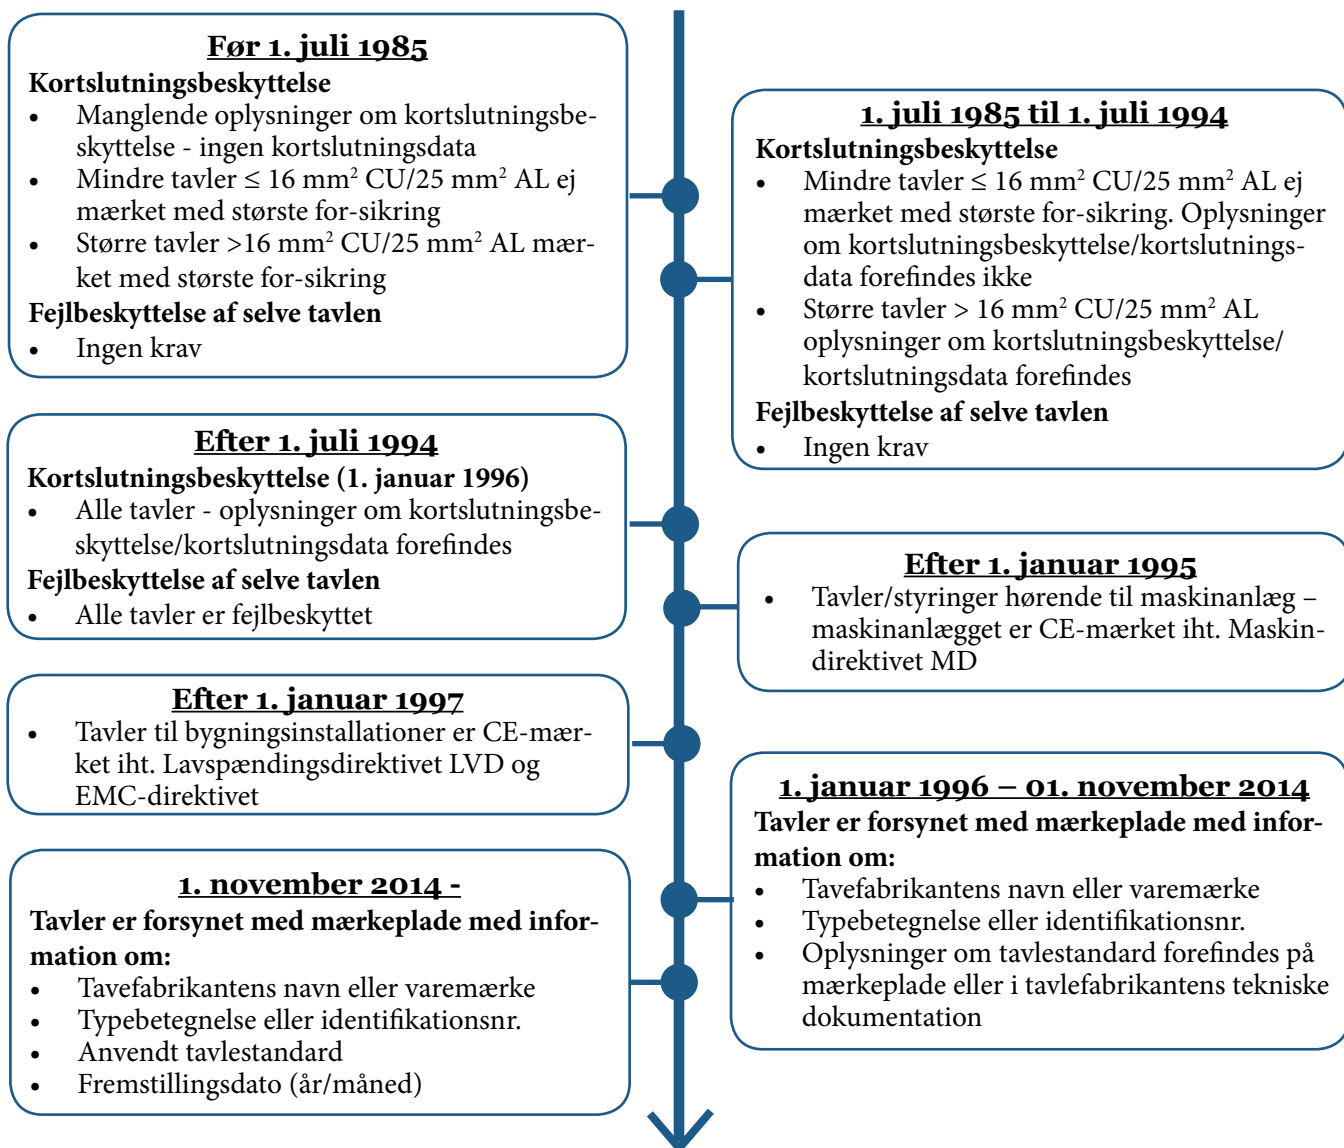 Før 1. juli 1985
Kortslutningsbeskyttelse
• Manglende oplysninger om kortslutningsbe-
skyttelse - ingen kortslutningsdata
• Mindre tavler ≤ 16 mm² CU/25 mm² AL ej
mærket med største for-sikring
• Større tavler >16 mm² CU/25 mm² AL mær-
ket med største for-sikring
Fejlbeskyttelse af selve tavlen
• Ingen krav
1. juli 1985 til 1. juli 1994
Kortslutningsbeskyttelse
• Mindre tavler ≤ 16 mm² CU/25 mm² AL ej
mærket med største for-sikring. Oplysninger
om kortslutningsbeskyttelse/kortslutnings-
data forefindes ikke
• Større tavler > 16 mm² CU/25 mm² AL
oplysninger om kortslutningsbeskyttelse/
kortslutningsdata forefindes
Fejlbeskyttelse af selve tavlen
• Ingen krav
Efter 1. juli 1994
Kortslutningsbeskyttelse (1. januar 1996)
• Alle tavler - oplysninger om kortslutningsbe-
skyttelse/kortslutningsdata forefindes
Fejlbeskyttelse af selve tavlen
• Alle tavler er fejlbeskyttet
Efter 1. januar 1995
• Tavler/styringer hørende til maskinanlæg –
maskinanlægget er CE-mærket iht. Maskin-
direktivet MD
Efter 1. januar 1997
• Tavler til bygningsinstallationer er CE-mær-
ket iht. Lavspændingsdirektivet LVD og
EMC-direktivet
1. januar 1996 – 01. november 2014
Tavler er forsynet med mærkeplade med infor-
mation om:
• Tavefabrikantens navn eller varemærke
• Typebetegnelse eller identifikationsnr.
• Oplysninger om tavlestandard forefindes på
mærkeplade eller i tavlefabrikantens tekniske
dokumentation
1. november 2014 -
Tavler er forsynet med mærkeplade med infor-
mation om:
• Tavefabrikantens navn eller varemærke
• Typebetegnelse eller identifikationsnr.
• Anvendt tavlestandard
• Fremstillingsdato (år/måned)